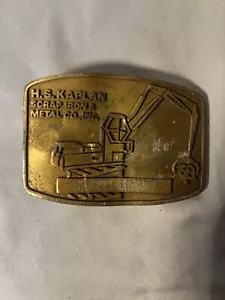 H.S. KAPLAN
SCRAP IRON &
METAL CO., INC.